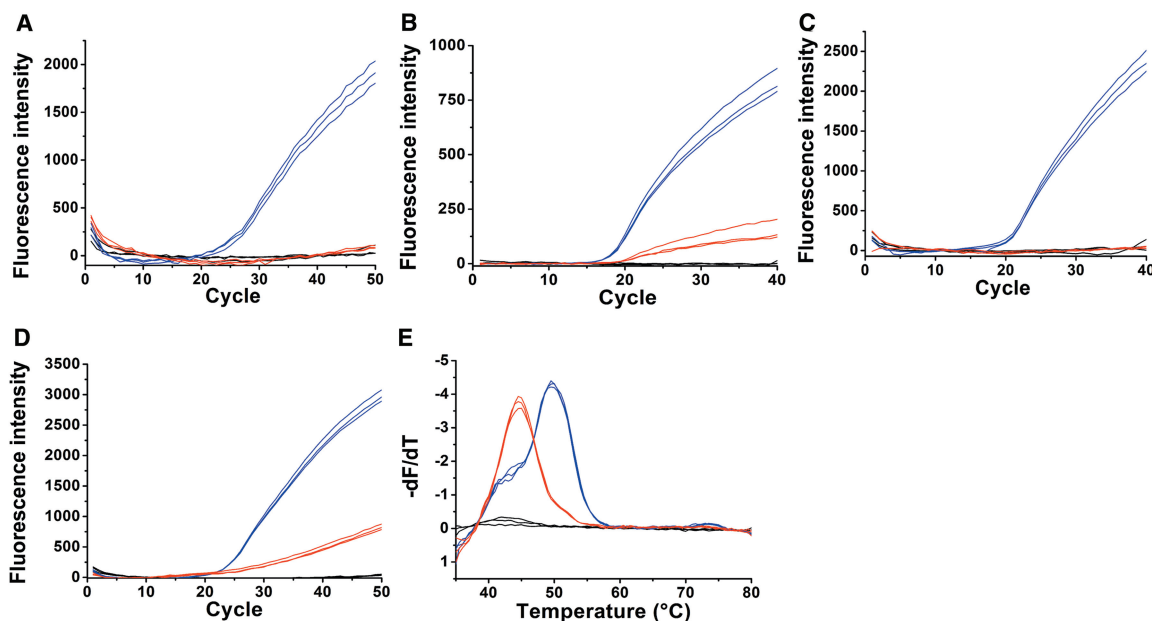 A
Fluorescence intensity
2000
1500
1000
500
0
0 10 20 30 40 50
Cycle
B
Fluorescence intensity
1000
750
500
250
0
0 10 20 30 40
Cycle
C
Fluorescence intensity
2500
2000
1500
1000
500
0
0 10 20 30 40
Cycle
D
Fluorescence intensity
3500
3000
2500
2000
1500
1000
500
0
0 10 20 30 40 50
Cycle
E
-dF/dT
-5
-4
-3
-2
-1
0
1
40 50 60 70 80
Temperature (°C)